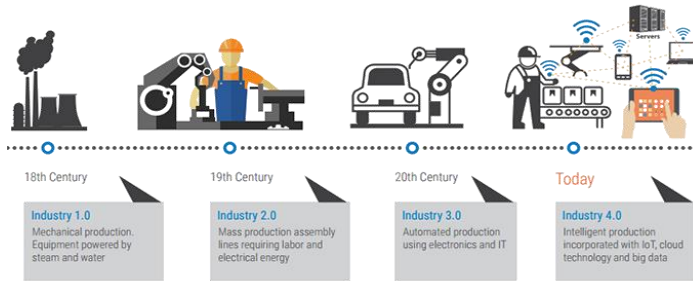 Servers
18th Century
19th Century
20th Century
Today
Industry 1.0
Mechanical production.
Equipment powered by
steam and water
Industry 2.0
Mass production assembly
lines requiring labor and
electrical energy
Industry 3.0
Automated production
using electronics and IT
Industry 4.0
Intelligent production
incorporated with IoT, cloud
technology and big data